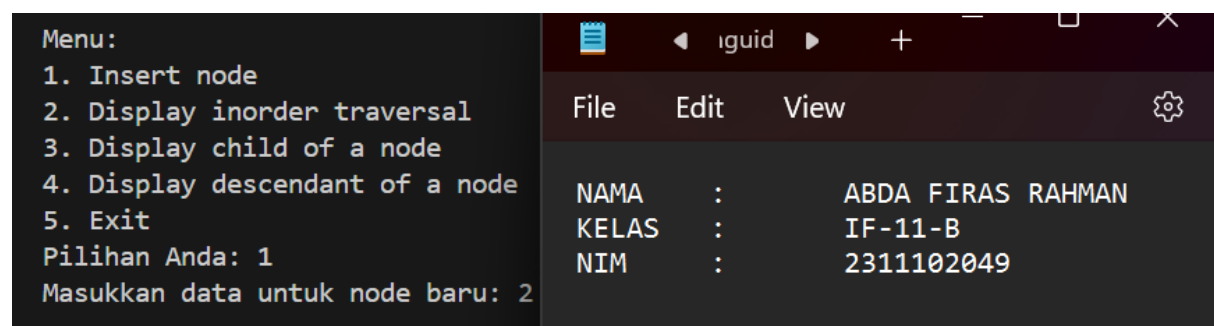 Menu:
1. Insert node
2. Display inorder traversal
3. Display child of a node
4. Display descendant of a node
5. Exit
Pilihan Anda: 1
Masukkan data untuk node baru: 2
File Edit View
NAMA : ABDA FIRAS RAHMAN
KELAS : IF-11-B
NIM : 2311102049